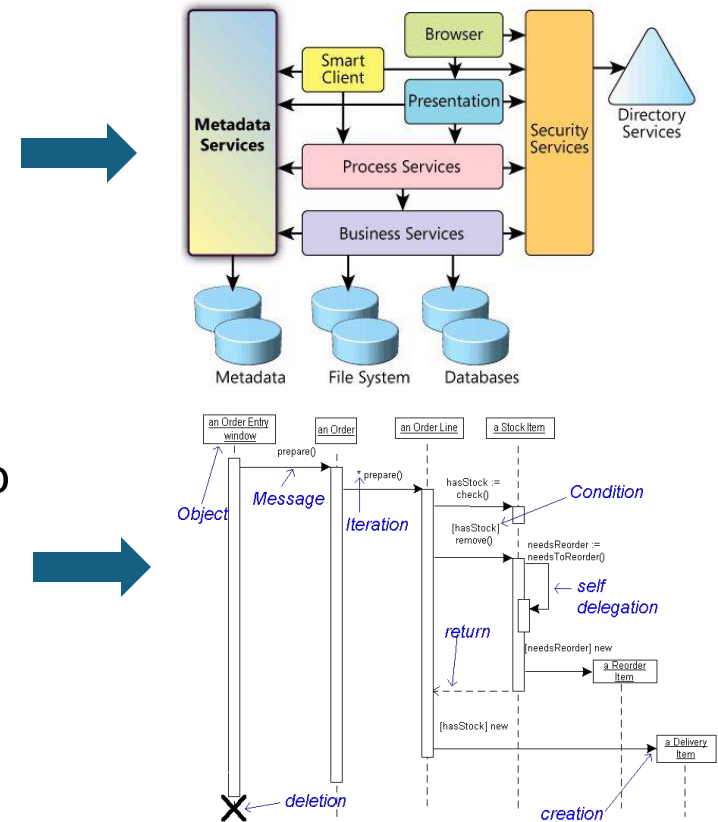 Browser
Smart
Client
Presentation
Metadata
Services
Security
Services
Directory
Services
Process Services
Business Services
Metadata
File System
Databases
an Order Entry
window
an Order
an Order Line
a Stock Item
prepare()
* prepare()
hasStock :=
check()
Condition
Object
Message
Iteration
[hasStock]
remove()
needsReorder :=
needsToReorder()
self
delegation
return
[needsReorder] new
a Reorder
Item
[hasStock] new
a Delivery
Item
deletion
creation